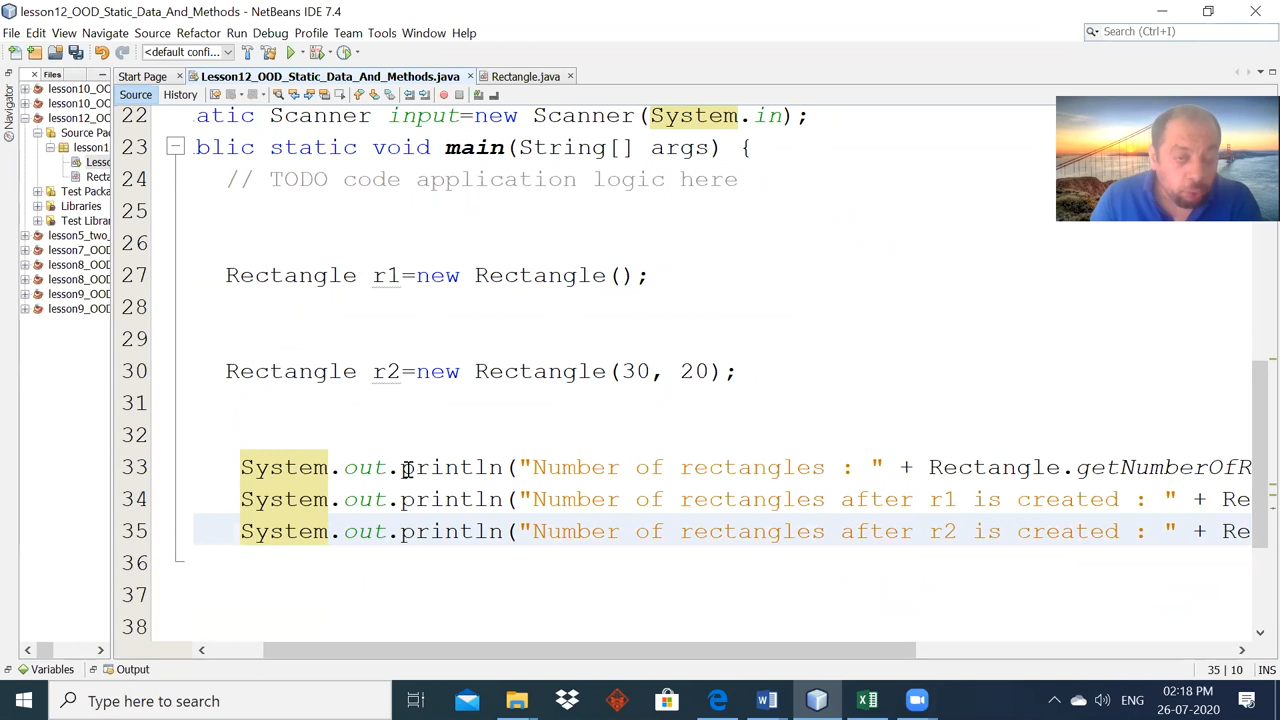 lesson12_OOD_Static_Data_And_Methods - NetBeans IDE 7.4
File Edit View Navigate Source Refactor Run Debug Profile Team Tools Window Help
Search (Ctrl+I)
<default confi...
Files
Start Page
Lesson12_OOD_Static_Data_And_Methods.java
Rectangle.java
Navigator
Source History
lesson10_OO
lesson10_OO
lesson12_OO
Source Pac
lesson1
Lesso
Recta
Test Packa
Libraries
Test Librar
lesson5_two_
lesson7_OOD
lesson8_OOD
lesson8_OOD
lesson9_OOD
lesson9_OOD
22 atic Scanner input=new Scanner(System.in);
23 blic static void main(String[] args) {
24 // TODO code application logic here
25
26
27 Rectangle r1=new Rectangle();
28
29
30 Rectangle r2=new Rectangle(30, 20);
31
32
33 System.out.println("Number of rectangles : " + Rectangle.getNumberOfR
34 System.out.println("Number of rectangles after r1 is created : " + Re
35 System.out.println("Number of rectangles after r2 is created : " + Re
36
37
38
Variables Output
35 | 10 INS
Type here to search
ENG
02:18 PM
26-07-2020